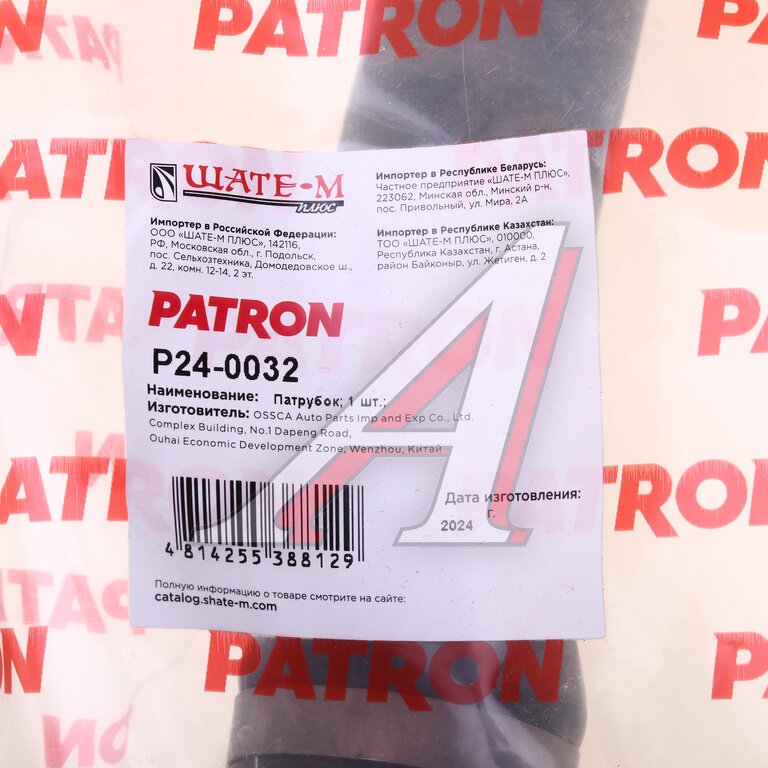 PATRON PATRON
PATRON
ШАТЕ-М
плюс
Импортер в Российской Федерации:
ООО «ШАТЕ-М ПЛЮС», 142116,
РФ, Московская обл., г. Подольск,
пос. Сельхозтехника, Домодедовское ш.,
д. 22, комн. 12-14, 2 эт.
Импортер в Республике Беларусь:
Частное предприятие «ШАТЕ-М ПЛЮС»,
223062, Минская обл., Минский р-н,
пос. Привольный, ул. Мира, 2А
Импортер в Республике Казахстан:
ТОО «ШАТЕ-М ПЛЮС», 010000,
Республика Казахстан, г. Астана,
район Байконыр, ул. Жетиген, д. 2
PATRON
P24-0032
Наименование: Патрубок; 1 шт.;
Изготовитель: OSSCA Auto Parts Imp and Exp Co., Ltd.
Complex Building, No.1 Dapeng Road,
Ouhai Economic Development Zone, Wenzhou, Китай
Дата изготовления:
2024 г.
4 814255 388129
Полную информацию о товаре смотрите на сайте:
catalog.shate-m.com
PATRON
PATRON